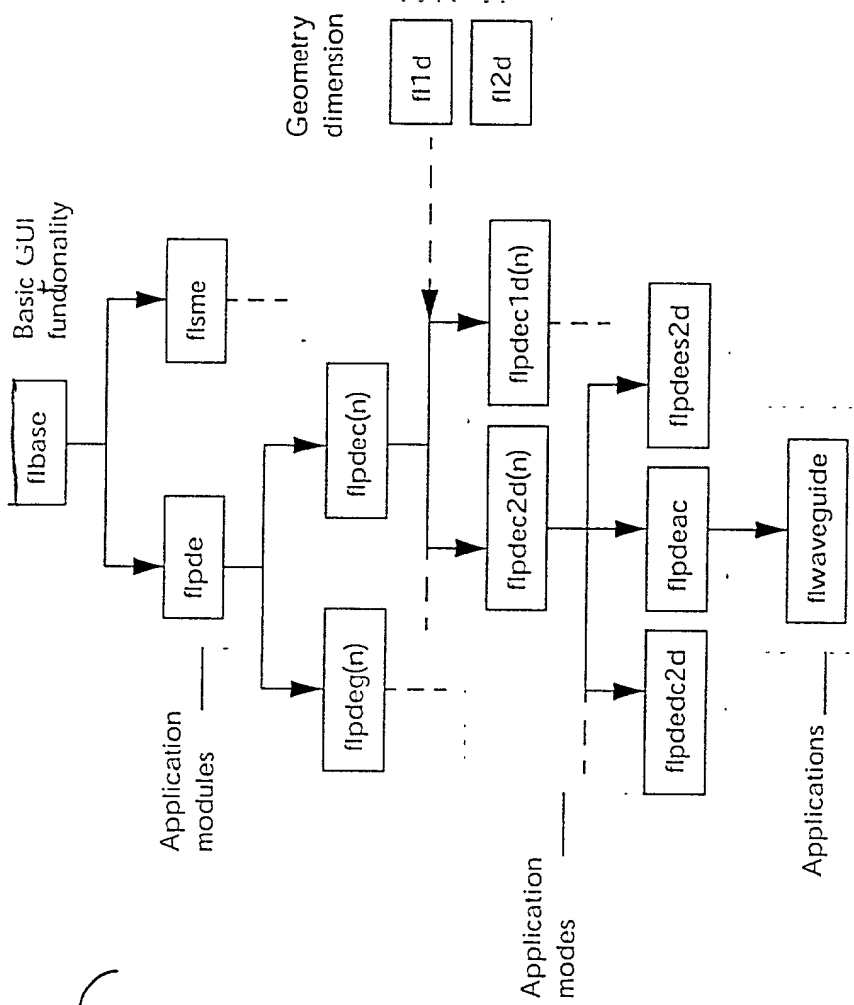 flbase
Basic GUI
functionality
flpde
flsme
Application
modules
Geometry
dimension
fl1d
fl2d
flpdeg(n)
flpdec(n)
flpdec2d(n)
flpdec1d(n)
Application
modes
flpdedc2d
flpdeac
flpdees2d
Applications
flwaveguide